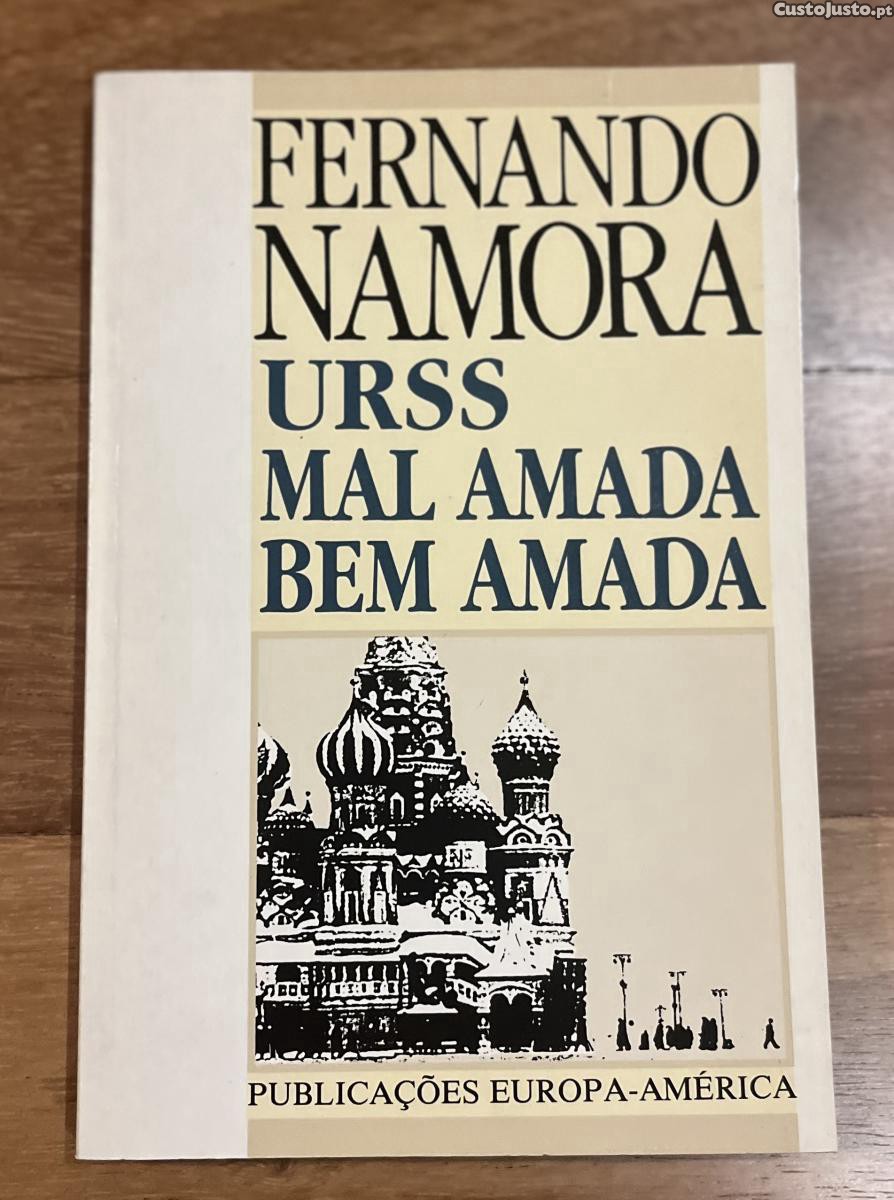 CustoJusto.pt
FERNANDO
NAMORA
URSS
MAL AMADA
BEM AMADA
PUBLICAÇÕES EUROPA-AMÉRICA